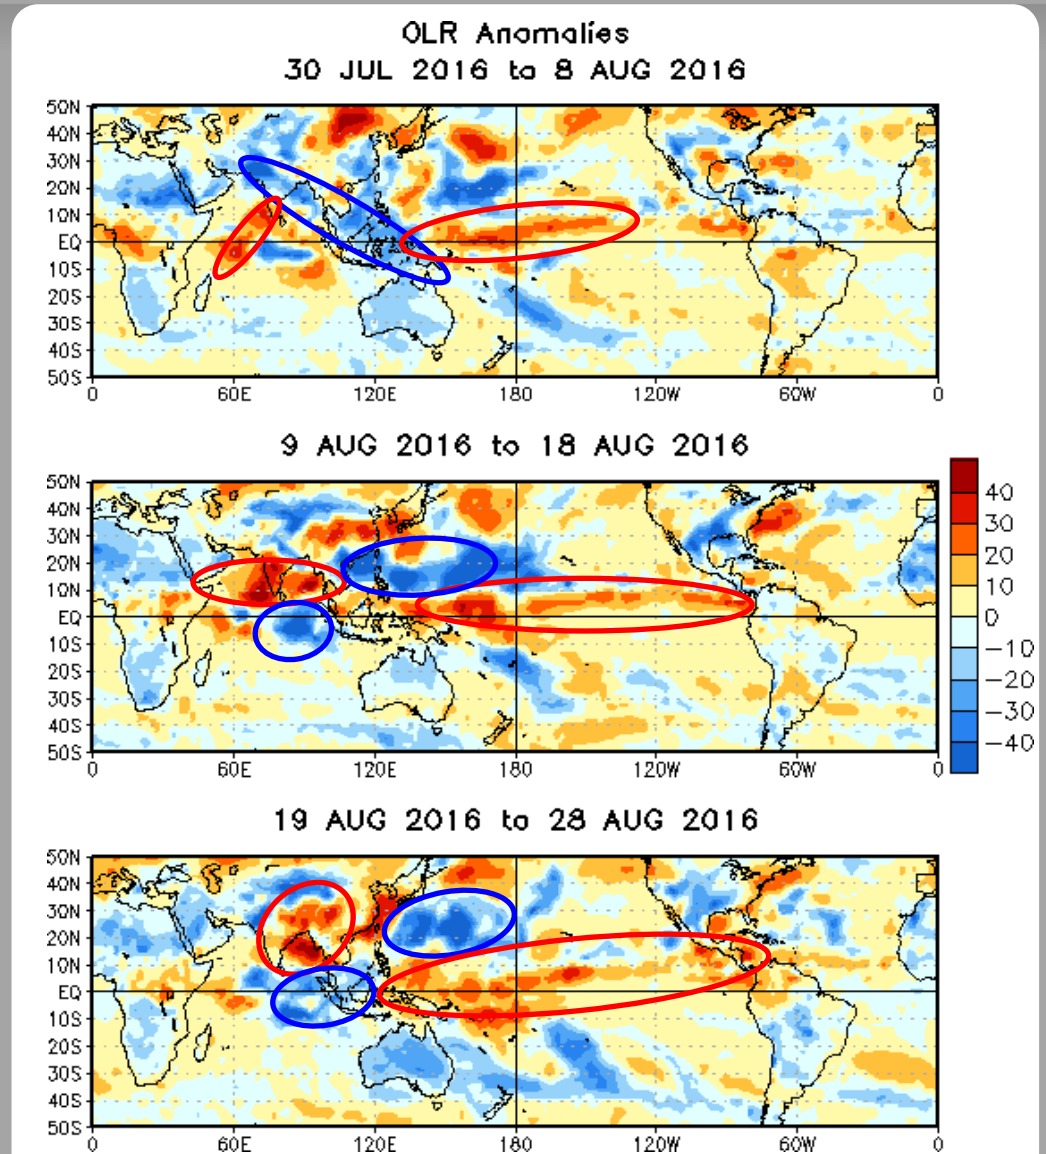 OLR Anomalies
30 JUL 2016 to 8 AUG 2016
50N
40N
30N
20N
10N
EQ
10S
20S
30S
40S
50S
0 60E 120E 180 120W 60W 0
9 AUG 2016 to 18 AUG 2016
50N
40N
30N
20N
10N
EQ
10S
20S
30S
40S
50S
0 60E 120E 180 120W 60W 0
40
30
20
10
0
−10
−20
−30
−40
19 AUG 2016 to 28 AUG 2016
50N
40N
30N
20N
10N
EQ
10S
20S
30S
40S
50S
0 60E 120E 180 120W 60W 0